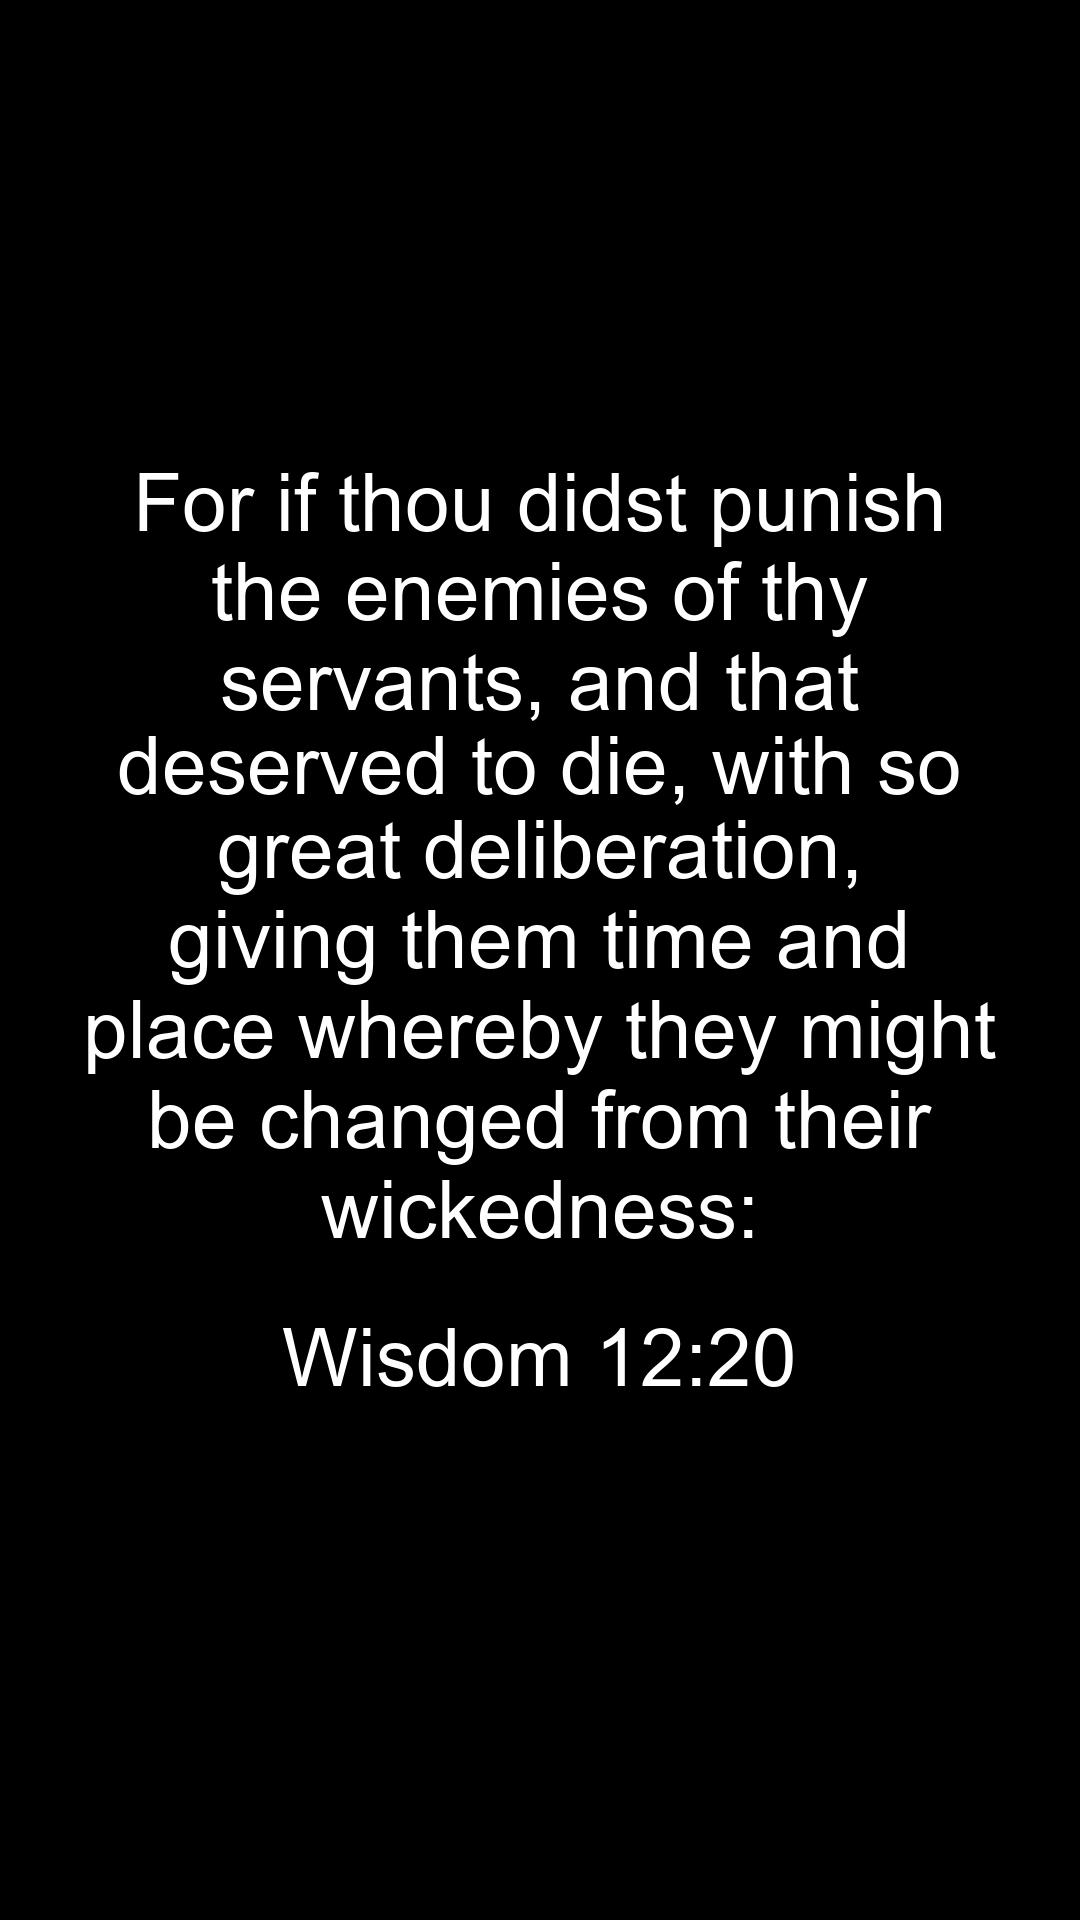 For if thou didst punish
the enemies of thy
servants, and that
deserved to die, with so
great deliberation,
giving them time and
place whereby they might
be changed from their
wickedness:
Wisdom 12:20